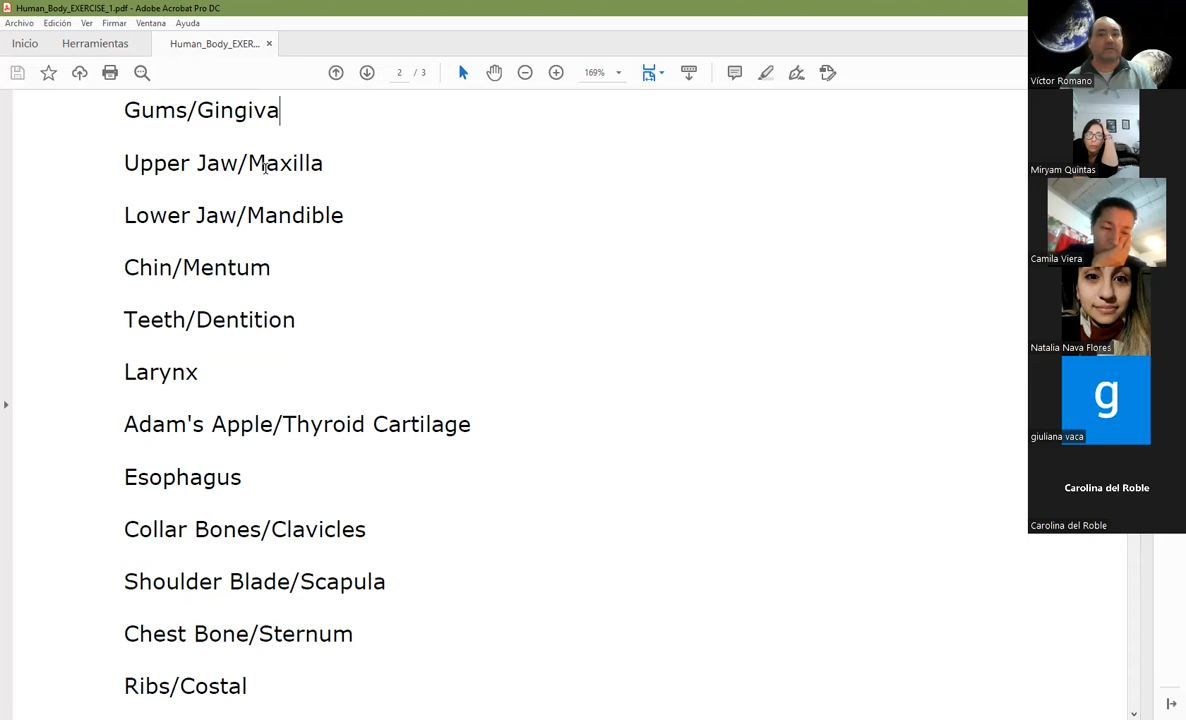 Human_Body_EXERCISE_1.pdf - Adobe Acrobat Pro DC
Archivo Edición Ver Firmar Ventana Ayuda
Inicio Herramientas Human_Body_EXER... ×
2 / 3 169%
Gums/Gingiva
Upper Jaw/Maxilla
Lower Jaw/Mandible
Chin/Mentum
Teeth/Dentition
Larynx
Adam's Apple/Thyroid Cartilage
Esophagus
Collar Bones/Clavicles
Shoulder Blade/Scapula
Chest Bone/Sternum
Ribs/Costal
Víctor Romano
Miryam Quintas
Camila Viera
Natalia Nava Flores
g
giuliana vaca
Carolina del Roble
Carolina del Roble